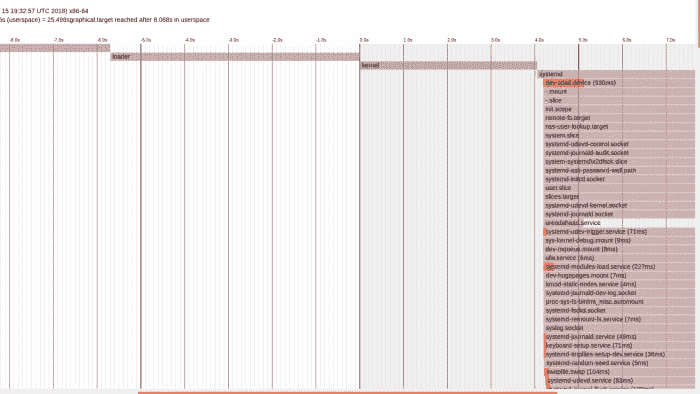 15 19:32:57 UTC 2018) x86-64
= 25.498sgraphical.target reached after 8.068s in userspace
-8.0s -7.0s -6.0s -5.0s -4.0s -3.0s -2.0s -1.0s 0.0s 1.0s 2.0s 3.0s 4.0s 5.0s 6.0s 7.0s
loader
kernel
systemd
dev-sda6.device (930ms)
-.mount
-.slice
init.scope
remote-fs.target
nss-user-lookup.target
system.slice
systemd-udevd-control.socket
systemd-journald-audit.socket
system-systemd\x2dfsck.slice
systemd-ask-password-wall.path
systemd-initctl.socket
user.slice
slices.target
systemd-udevd-kernel.socket
systemd-journald.socket
ureadahead.service
systemd-udev-trigger.service (71ms)
sys-kernel-debug.mount (9ms)
dev-mqueue.mount (8ms)
ufw.service (6ms)
systemd-modules-load.service (227ms)
dev-hugepages.mount (7ms)
kmod-static-nodes.service (4ms)
systemd-journald-dev-log.socket
proc-sys-fs-binfmt_misc.automount
systemd-fsckd.socket
systemd-remount-fs.service (7ms)
syslog.socket
systemd-journald.service (49ms)
keyboard-setup.service (71ms)
systemd-tmpfiles-setup-dev.service (36ms)
systemd-random-seed.service (5ms)
swapfile.swap (104ms)
systemd-udevd.service (83ms)